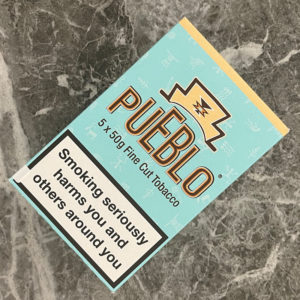 PUEBLO®
5 x 50g Fine Cut Tobacco
Smoking seriously
harms you and
others around you